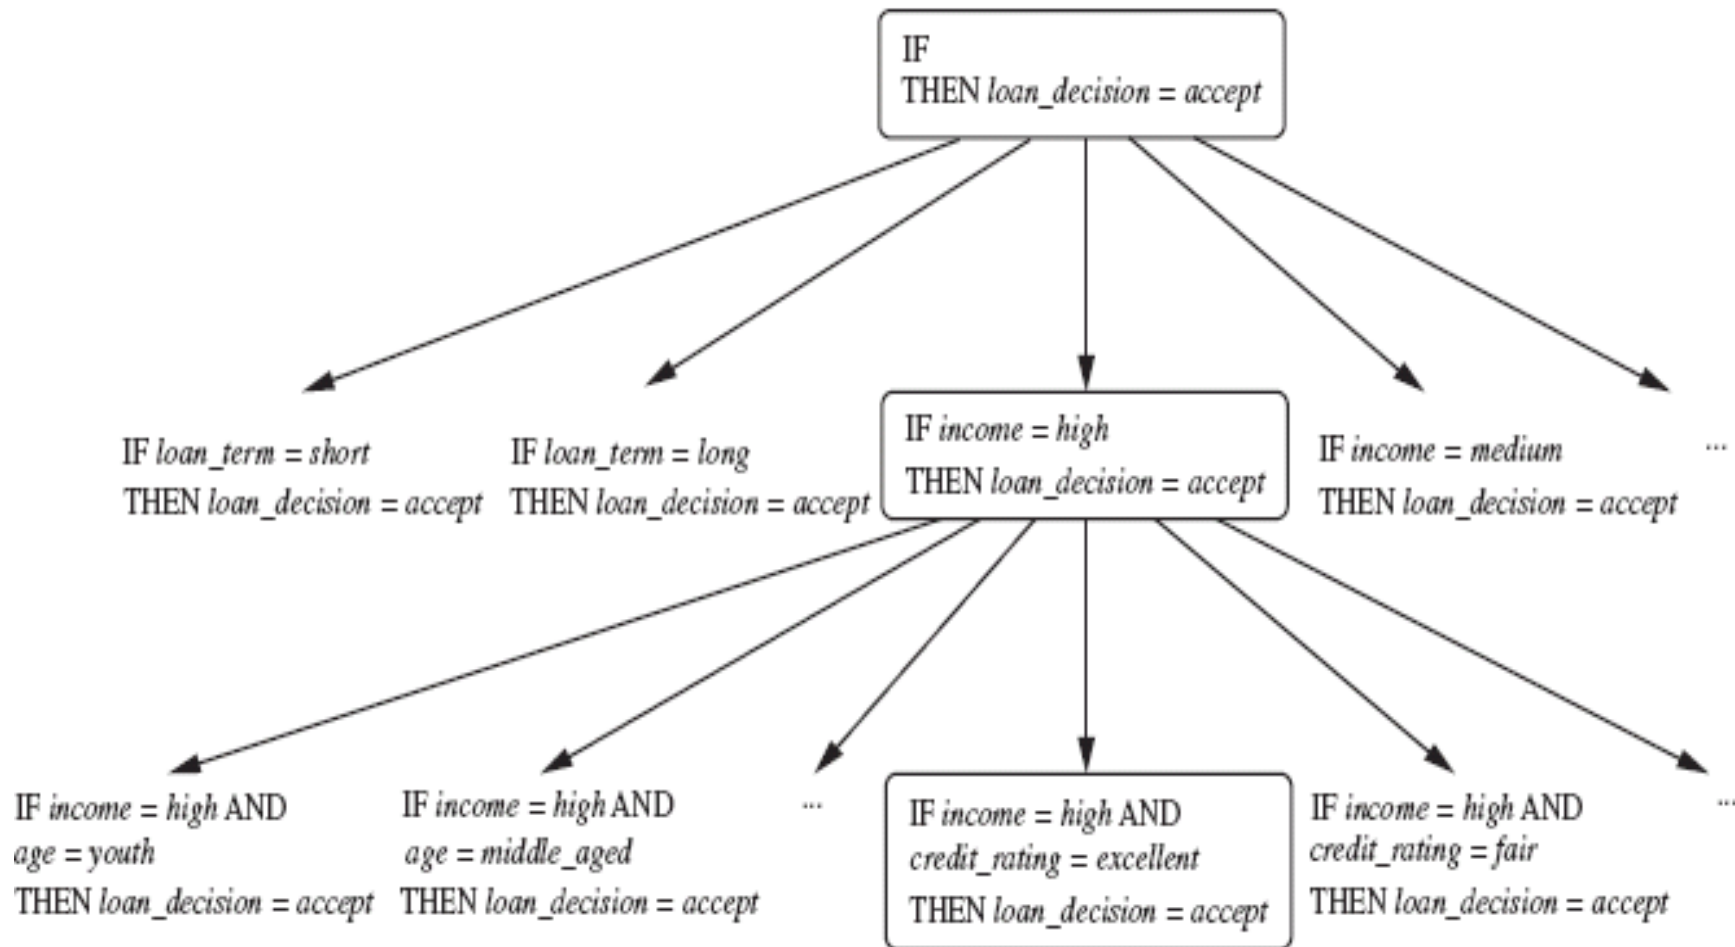 IF
THEN loan_decision = accept
IF loan_term = short
THEN loan_decision = accept
IF loan_term = long
THEN loan_decision = accept
IF income = high
THEN loan_decision = accept
IF income = medium
THEN loan_decision = accept
...
IF income = high AND
age = youth
THEN loan_decision = accept
IF income = high AND
age = middle_aged
THEN loan_decision = accept
...
IF income = high AND
credit_rating = excellent
THEN loan_decision = accept
IF income = high AND
credit_rating = fair
THEN loan_decision = accept
...